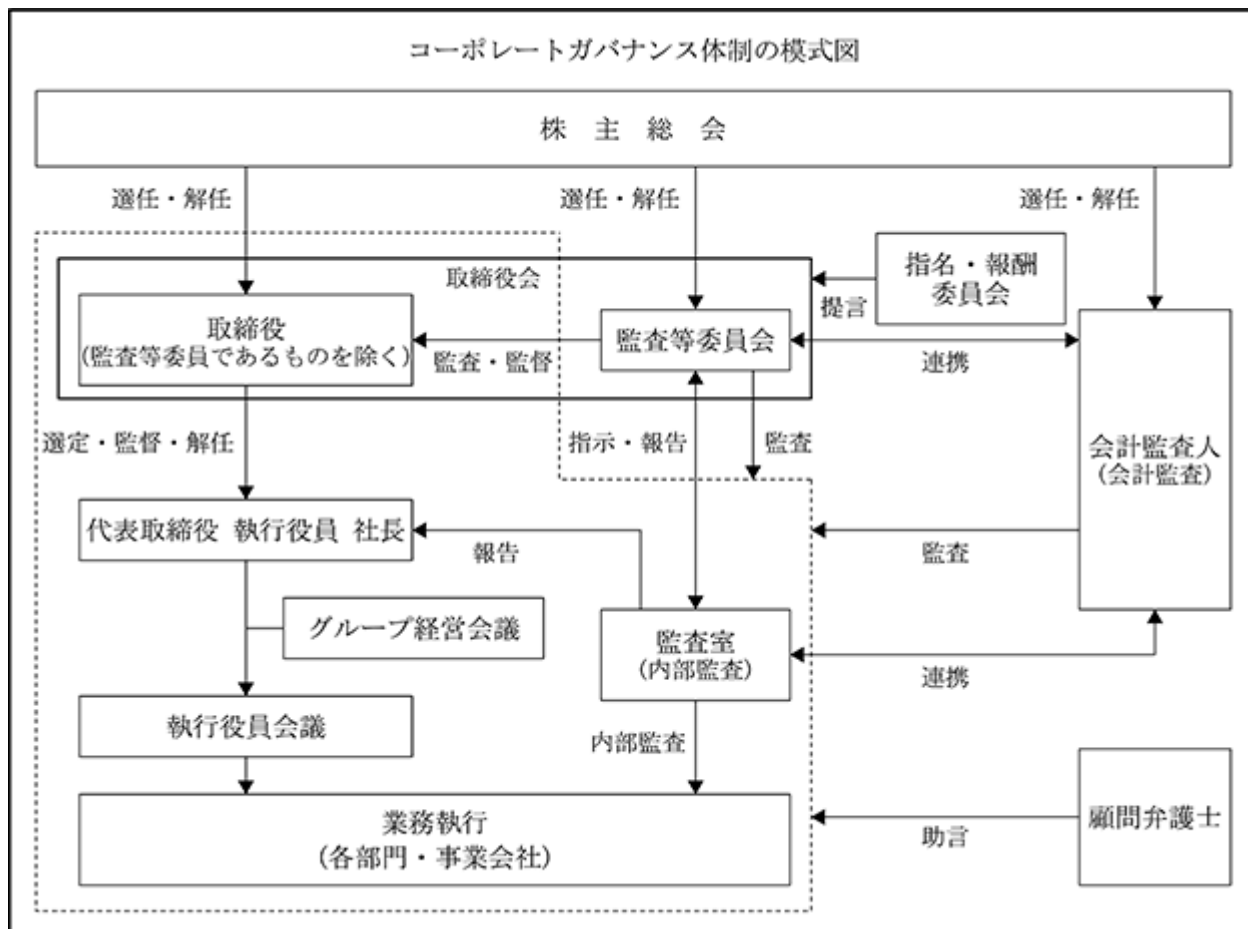 コーポレートガバナンス体制の模式図
株 主 総 会
選任・解任
選任・解任
選任・解任
取締役会
指名・報酬
委員会
提言
取締役
(監査等委員であるものを除く)
監査・監督
監査等委員会
連携
選定・監督・解任
指示・報告
監査
会計監査人
(会計監査)
代表取締役 執行役員 社長
報告
監査
グループ経営会議
監査室
(内部監査)
連携
執行役員会議
内部監査
業務執行
(各部門・事業会社)
助言
顧問弁護士